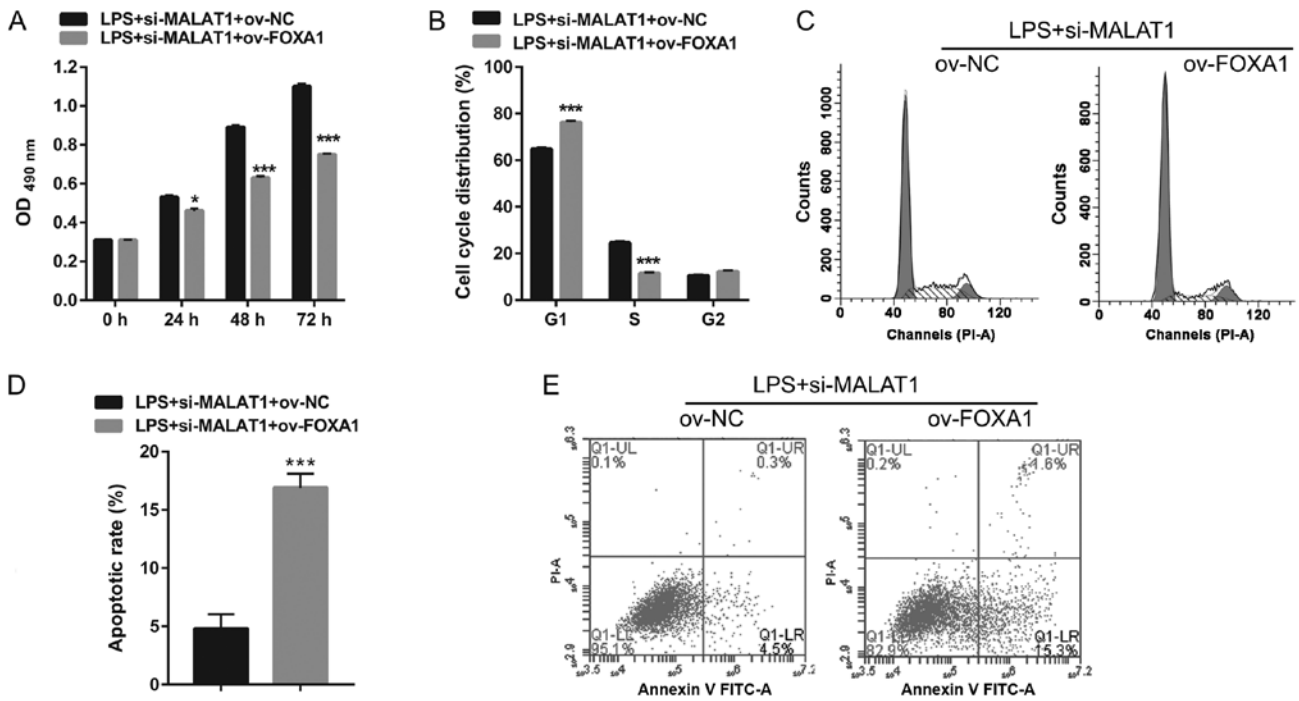 A
LPS+si-MALAT1+ov-NC
LPS+si-MALAT1+ov-FOXA1
OD 490 nm
1.2
1.0
0.8
0.6
0.4
0.2
0.0
*
***
***
0 h 24 h 48 h 72 h
B
LPS+si-MALAT1+ov-NC
LPS+si-MALAT1+ov-FOXA1
Cell cycle distribution (%)
100
80
60
40
20
0
***
***
G1 S G2
C
LPS+si-MALAT1
ov-NC
Counts
1000
800
600
400
200
0
0 40 80 120
Channels (PI-A)
ov-FOXA1
Counts
800
600
400
200
0
0 40 80 120
Channels (PI-A)
D
LPS+si-MALAT1+ov-NC
LPS+si-MALAT1+ov-FOXA1
Apoptotic rate (%)
20
15
10
5
0
***
E
LPS+si-MALAT1
ov-NC
Q1-UL
0.1%
Q1-UR
0.3%
95.1%
Q1-LR
4.5%
PI-A
Annexin V FITC-A
ov-FOXA1
Q1-UL
0.2%
Q1-UR
1.6%
82.9%
Q1-LR
15.3%
PI-A
Annexin V FITC-A